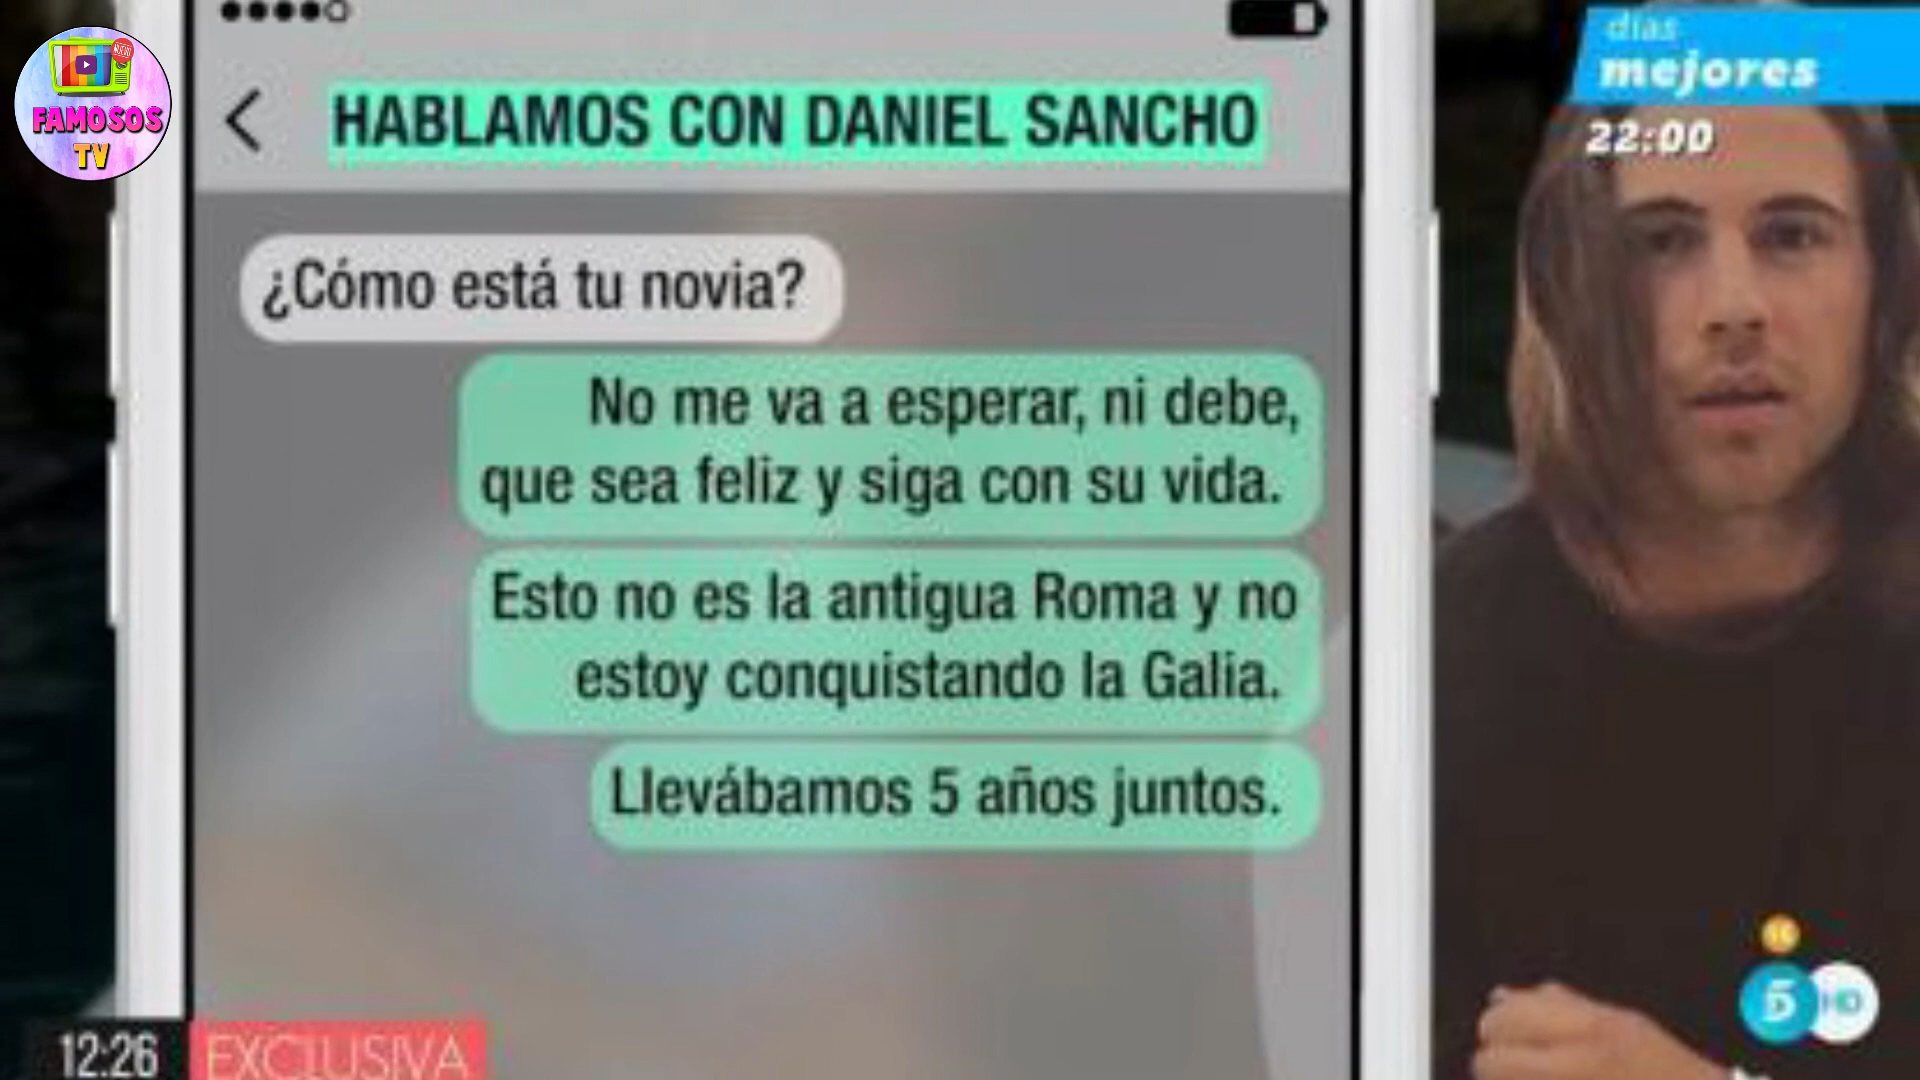 NUEVO
FAMOSOS
TV
HABLAMOS CON DANIEL SANCHO
¿Cómo está tu novia?
No me va a esperar, ni debe,
que sea feliz y siga con su vida.
Esto no es la antigua Roma y no
estoy conquistando la Galia.
Llevábamos 5 años juntos.
días
mejores
22:00
5 HD
12:26 EXCLUSIVA